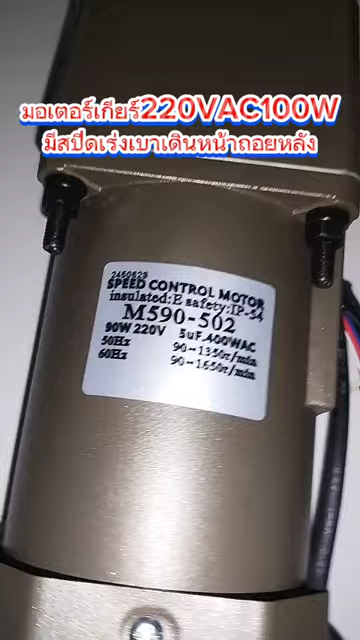 มอเตอร์เกียร์220VAC100W
มีสปีดเร่งเบาเดินหน้าถอยหลัง
2450629
SPEED CONTROL MOTOR
insulated:E safety:IP-54
M590-502
90W 220V 5uF.400WAC
50Hz 90-1350r/min
60Hz 90-1650r/min